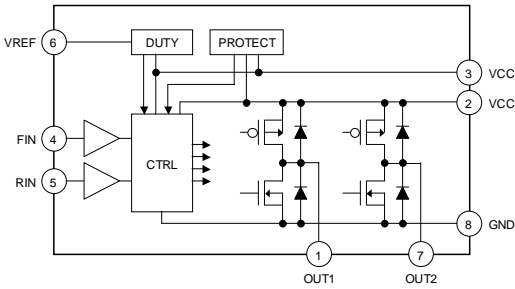 VREF 6 DUTY PROTECT
3 VCC
2 VCC
FIN 4
CTRL
RIN 5
8 GND
1 7
OUT1 OUT2